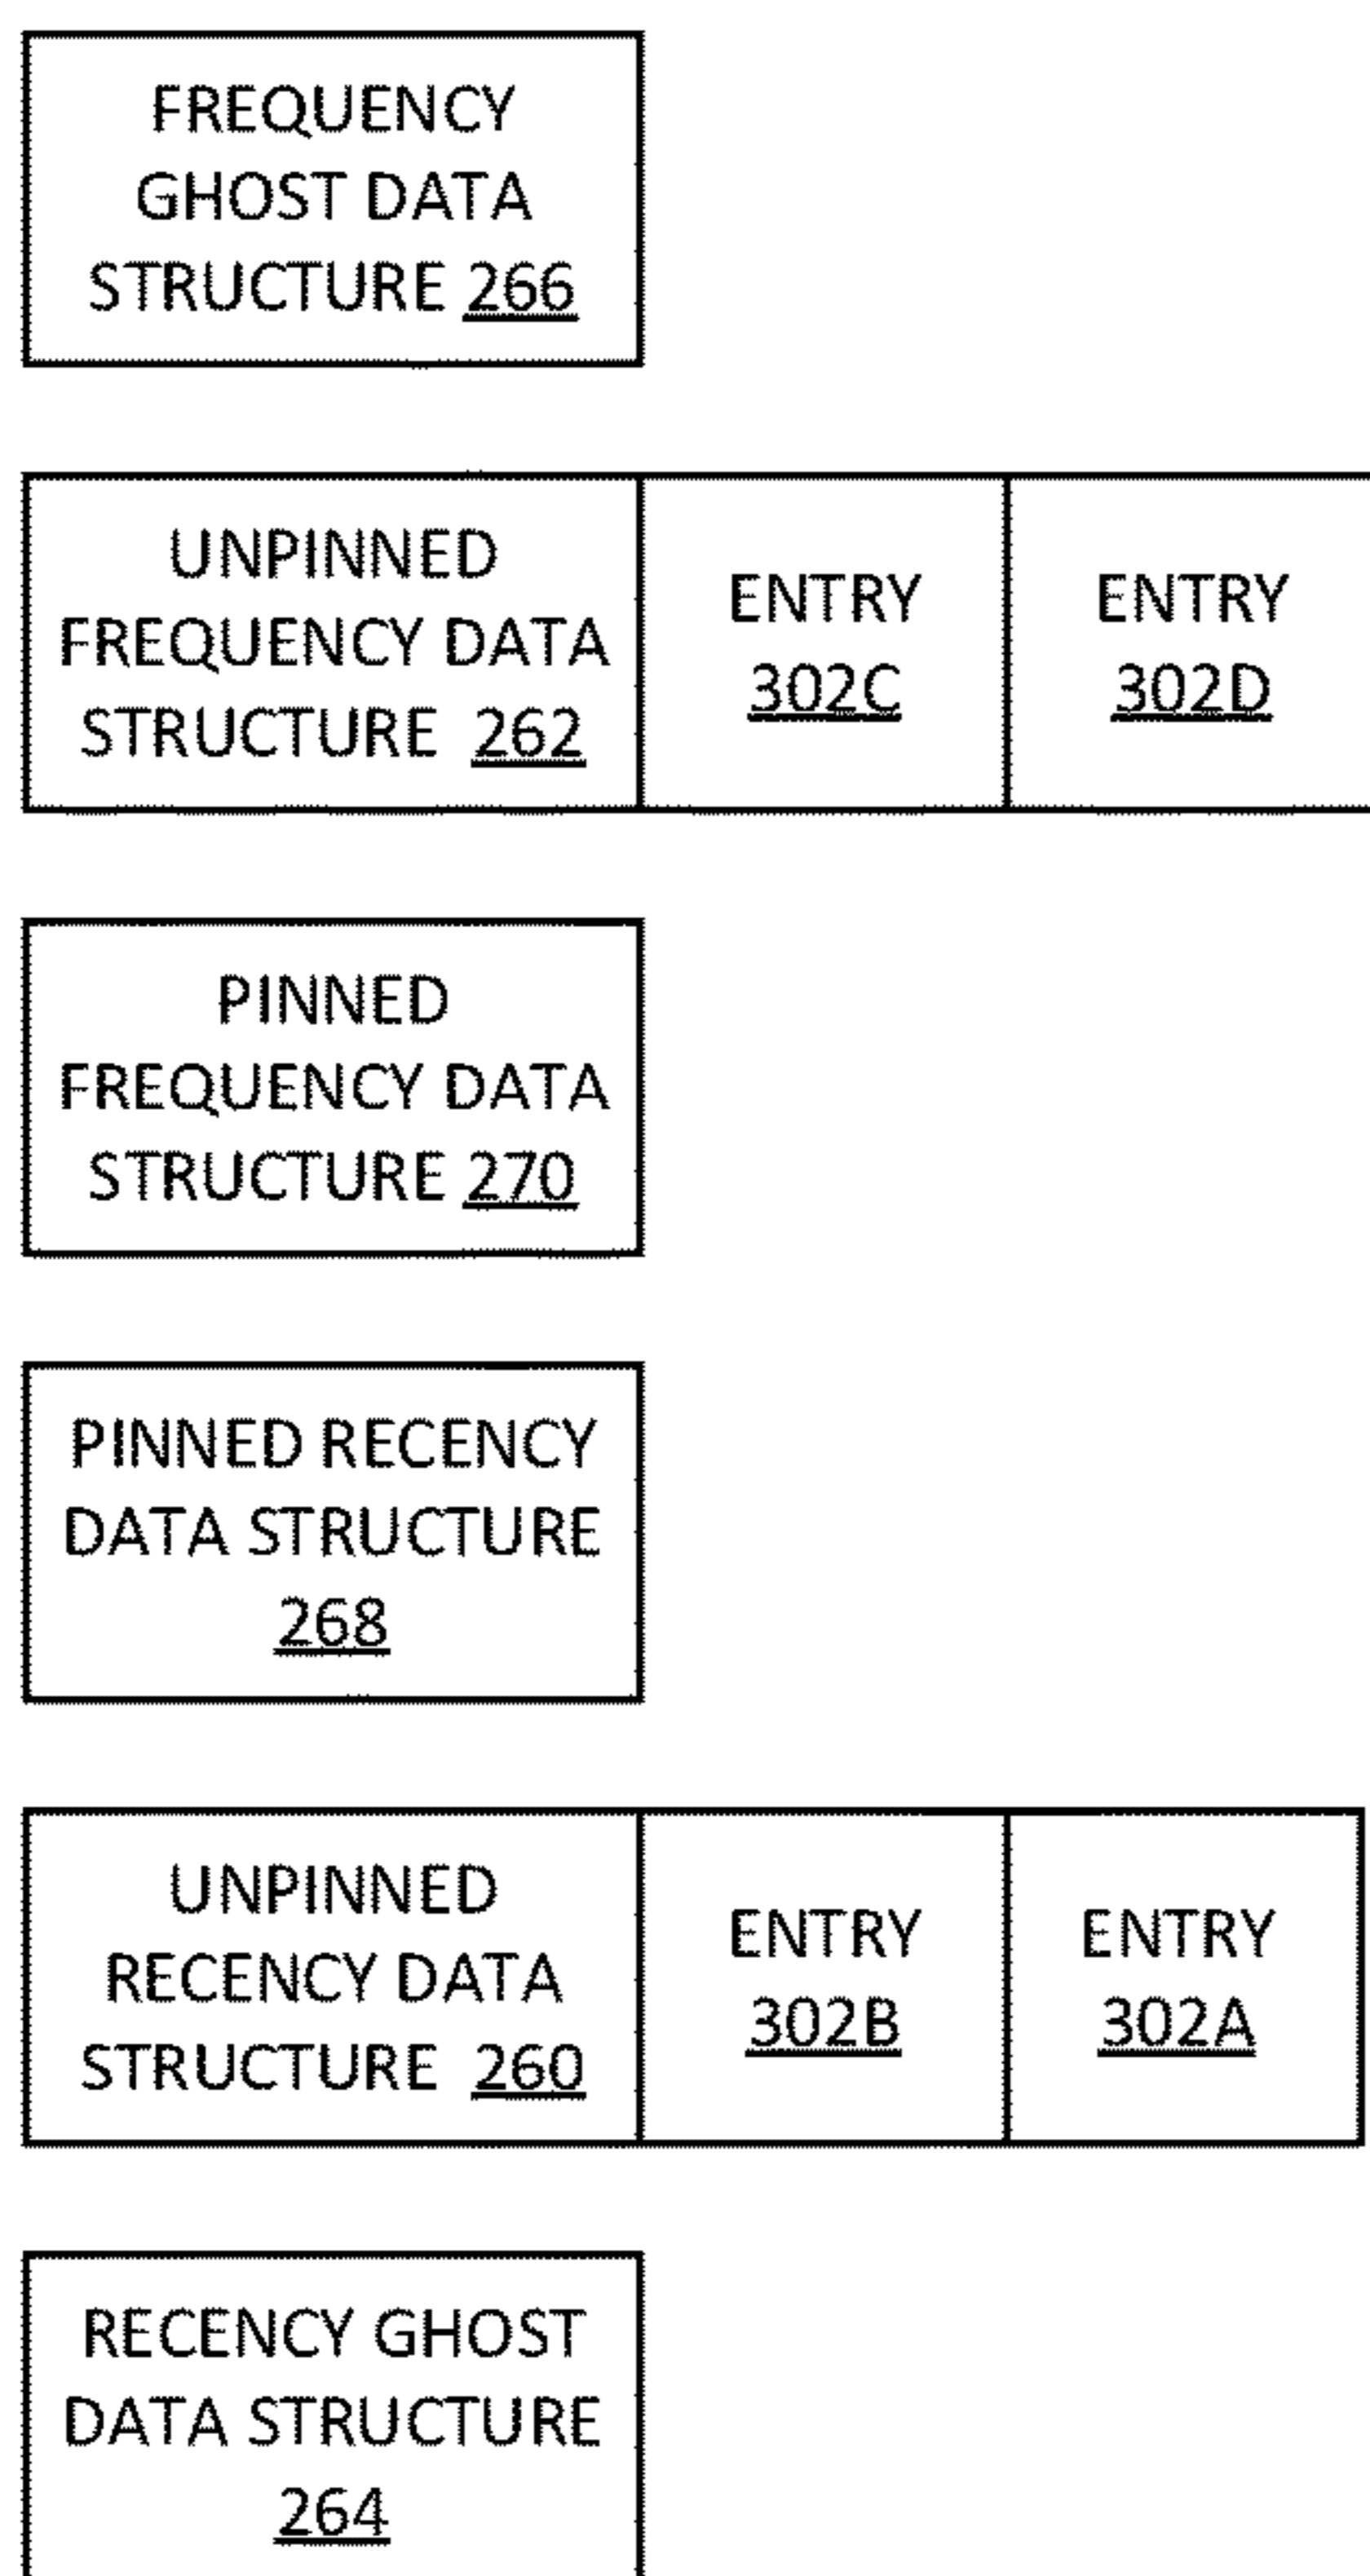 FREQUENCY
GHOST DATA
STRUCTURE 266
UNPINNED
FREQUENCY DATA
STRUCTURE 262
ENTRY
302C
ENTRY
302D
PINNED
FREQUENCY DATA
STRUCTURE 270
PINNED RECENCY
DATA STRUCTURE
268
UNPINNED
RECENCY DATA
STRUCTURE 260
ENTRY
302B
ENTRY
302A
RECENCY GHOST
DATA STRUCTURE
264